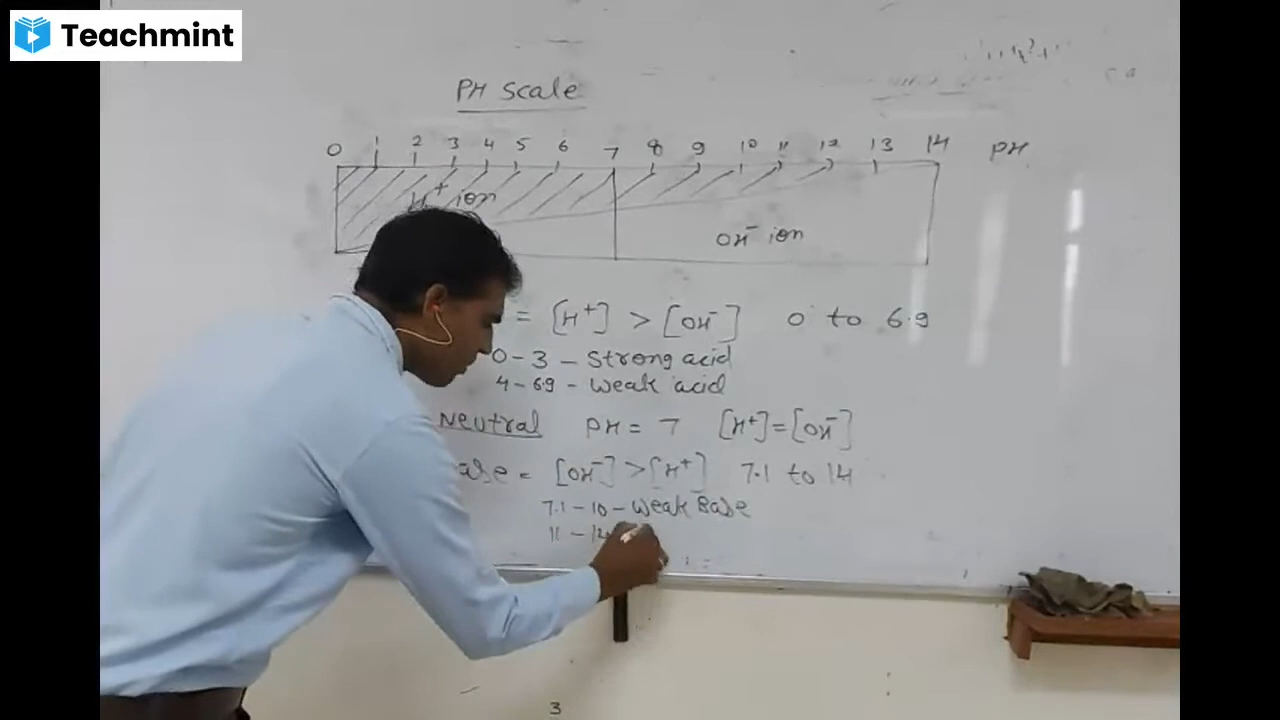 Teachmint
PH Scale
0 1 2 3 4 5 6 7 8 9 10 11 12 13 14 PH
H+ ion
OH- ion
= [H+] > [OH-] 0 to 6.9
0-3 - Strong acid
4-6.9 - Weak acid
Neutral PH = 7 [H+]=[OH-]
ase = [OH-]>[H+] 7.1 to 14
7.1-10-Weak Base
11 -
3